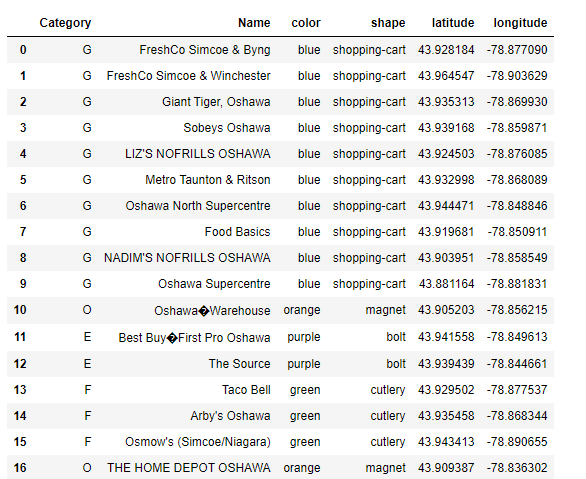 Category Name color shape latitude longitude
0 G FreshCo Simcoe & Byng blue shopping-cart 43.928184 -78.877090
1 G FreshCo Simcoe & Winchester blue shopping-cart 43.964547 -78.903629
2 G Giant Tiger, Oshawa blue shopping-cart 43.935313 -78.869930
3 G Sobeys Oshawa blue shopping-cart 43.939168 -78.859871
4 G LIZ'S NOFRILLS OSHAWA blue shopping-cart 43.924503 -78.876085
5 G Metro Taunton & Ritson blue shopping-cart 43.932998 -78.868089
6 G Oshawa North Supercentre blue shopping-cart 43.944471 -78.848846
7 G Food Basics blue shopping-cart 43.919681 -78.850911
8 G NADIM'S NOFRILLS OSHAWA blue shopping-cart 43.903951 -78.858549
9 G Oshawa Supercentre blue shopping-cart 43.881164 -78.881831
10 O Oshawa�Warehouse orange magnet 43.905203 -78.856215
11 E Best Buy�First Pro Oshawa purple bolt 43.941558 -78.849613
12 E The Source purple bolt 43.939439 -78.844661
13 F Taco Bell green cutlery 43.929502 -78.877537
14 F Arby's Oshawa green cutlery 43.935458 -78.868344
15 F Osmow's (Simcoe/Niagara) green cutlery 43.943413 -78.890655
16 O THE HOME DEPOT OSHAWA orange magnet 43.909387 -78.836302